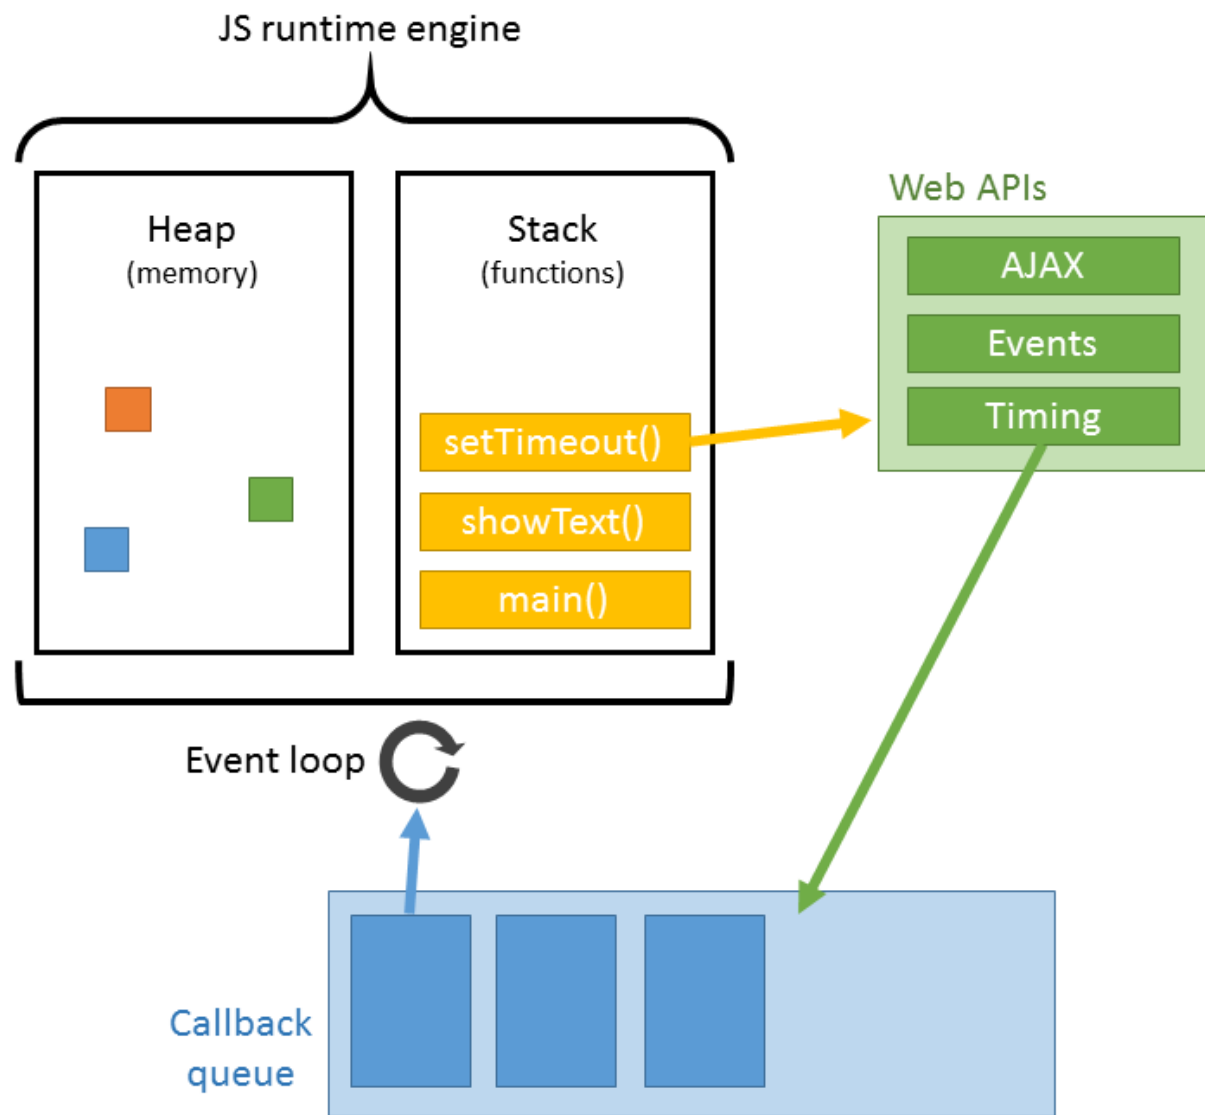 JS runtime engine
Heap
(memory)
Stack
(functions)
setTimeout()
showText()
main()
Web APIs
AJAX
Events
Timing
Event loop
Callback
queue